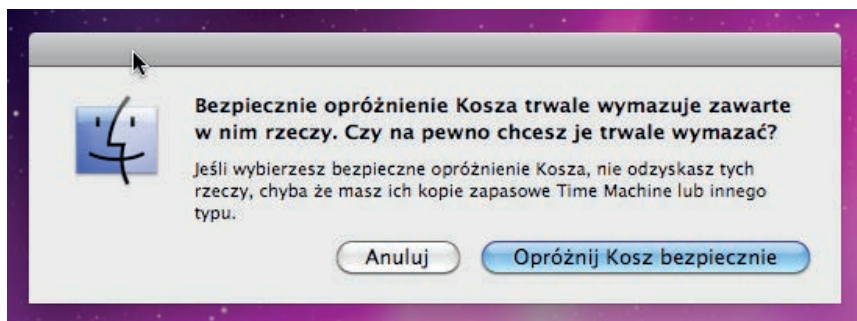 Bezpiecznie opróżnienie Kosza trwale wymazuje zawarte
w nim rzeczy. Czy na pewno chcesz je trwale wymazać?
Jeśli wybierzesz bezpieczne opróżnienie Kosza, nie odzyskasz tych
rzeczy, chyba że masz ich kopie zapasowe Time Machine lub innego
typu.
Anuluj
Opróżnij Kosz bezpiecznie